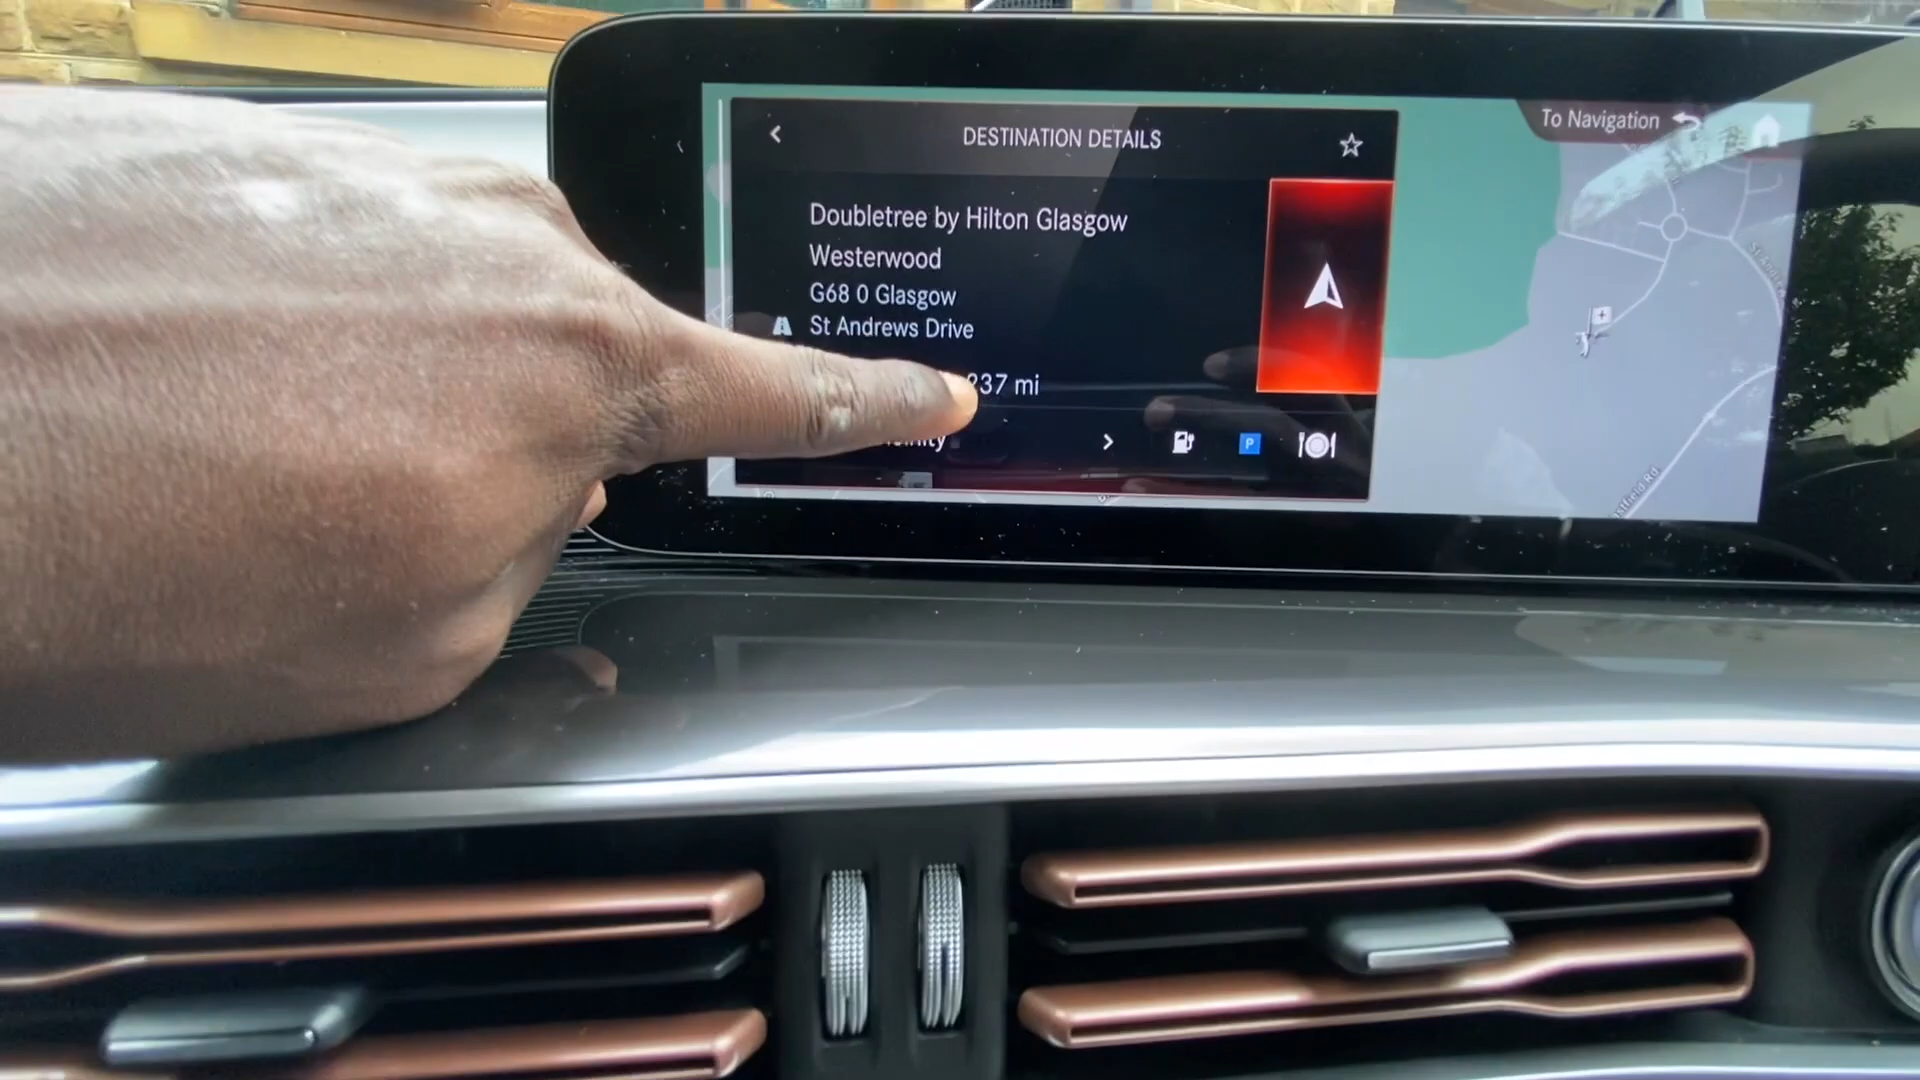 DESTINATION DETAILS
To Navigation
Doubletree by Hilton Glasgow
Westerwood
G68 0 Glasgow
St Andrews Drive
237 mi
P